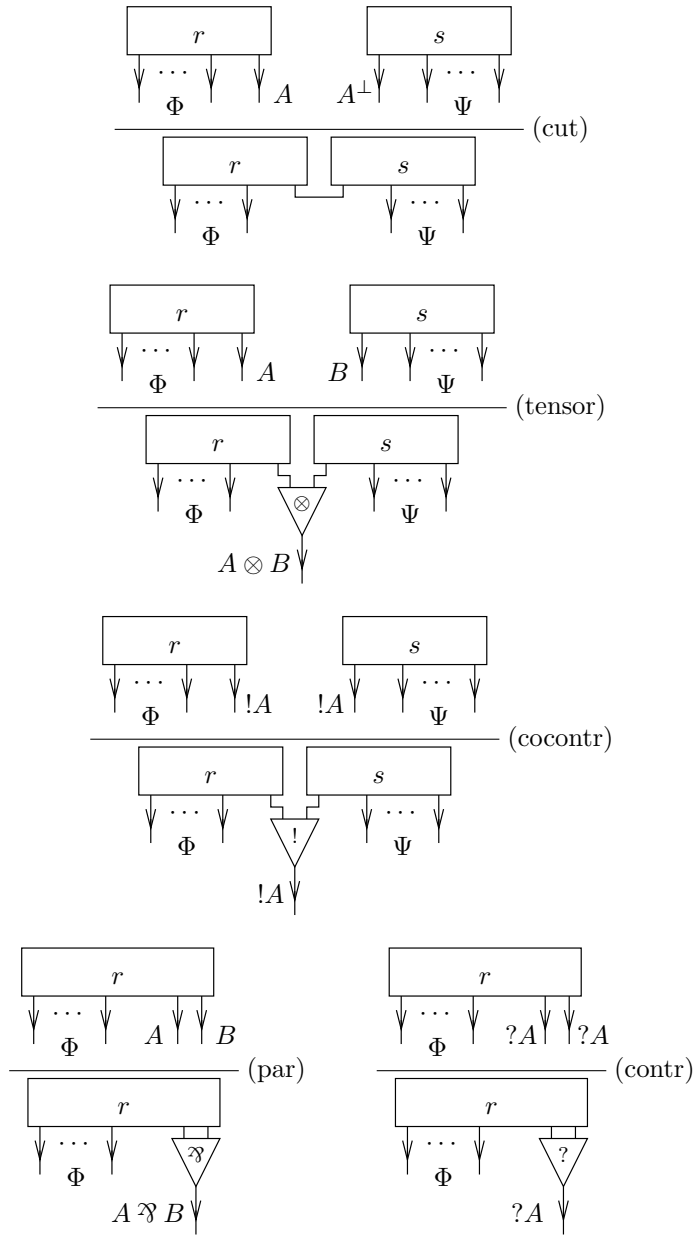 r s
··· A A⊥ ···
Φ Ψ
(cut)
r s
··· ···
Φ Ψ
r s
··· A B ···
Φ Ψ
(tensor)
r s
··· ⊗ ···
Φ Ψ
A ⊗ B
r s
··· !A !A ···
Φ Ψ
(cocontr)
r s
··· ! ···
Φ Ψ
!A
r r
··· A B ··· ?A ?A
Φ Φ
(par) (contr)
r r
··· ⅋ ··· ?
Φ Φ
A ⅋ B ?A